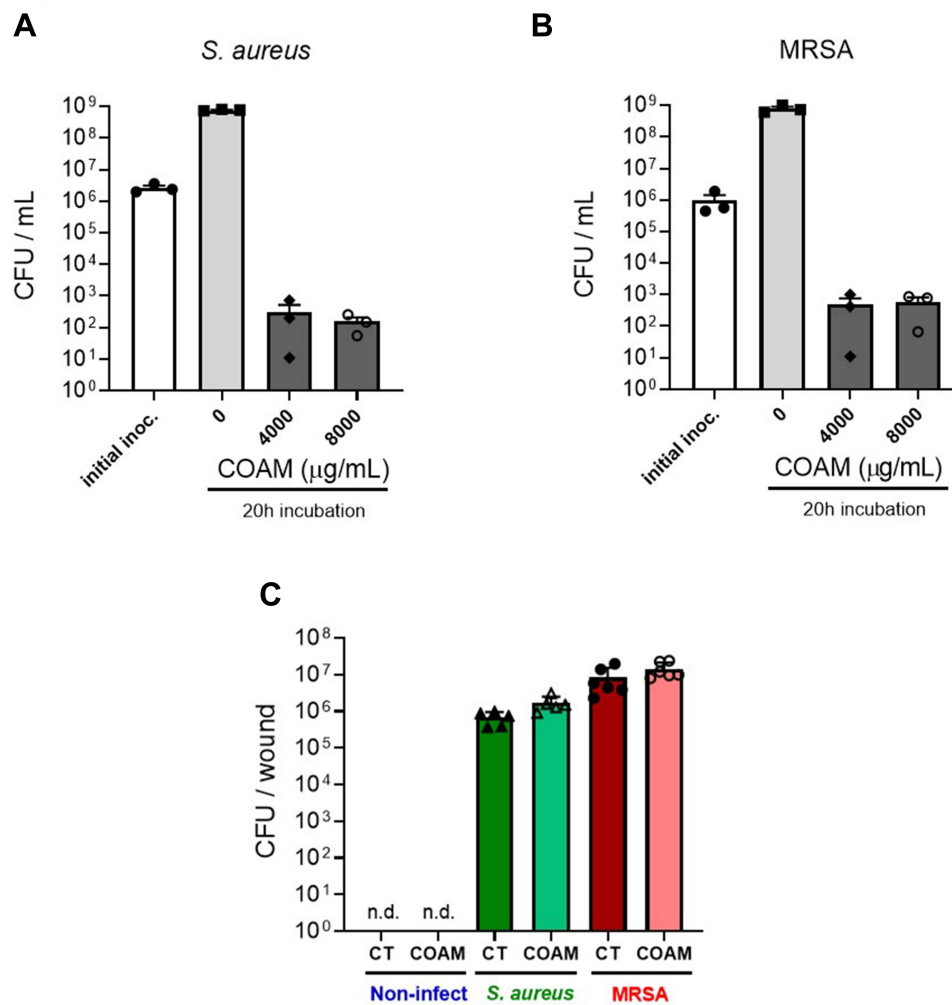 A
S. aureus
CFU / mL
10⁹
10⁸
10⁷
10⁶
10⁵
10⁴
10³
10²
10¹
10⁰
initial inoc.
0
4000
8000
COAM (μg/mL)
20h incubation
B
MRSA
CFU / mL
10⁹
10⁸
10⁷
10⁶
10⁵
10⁴
10³
10²
10¹
10⁰
initial inoc.
0
4000
8000
COAM (μg/mL)
20h incubation
C
CFU / wound
10⁸
10⁷
10⁶
10⁵
10⁴
10³
10²
10¹
10⁰
n.d. n.d.
CT COAM CT COAM CT COAM
Non-infect S. aureus MRSA